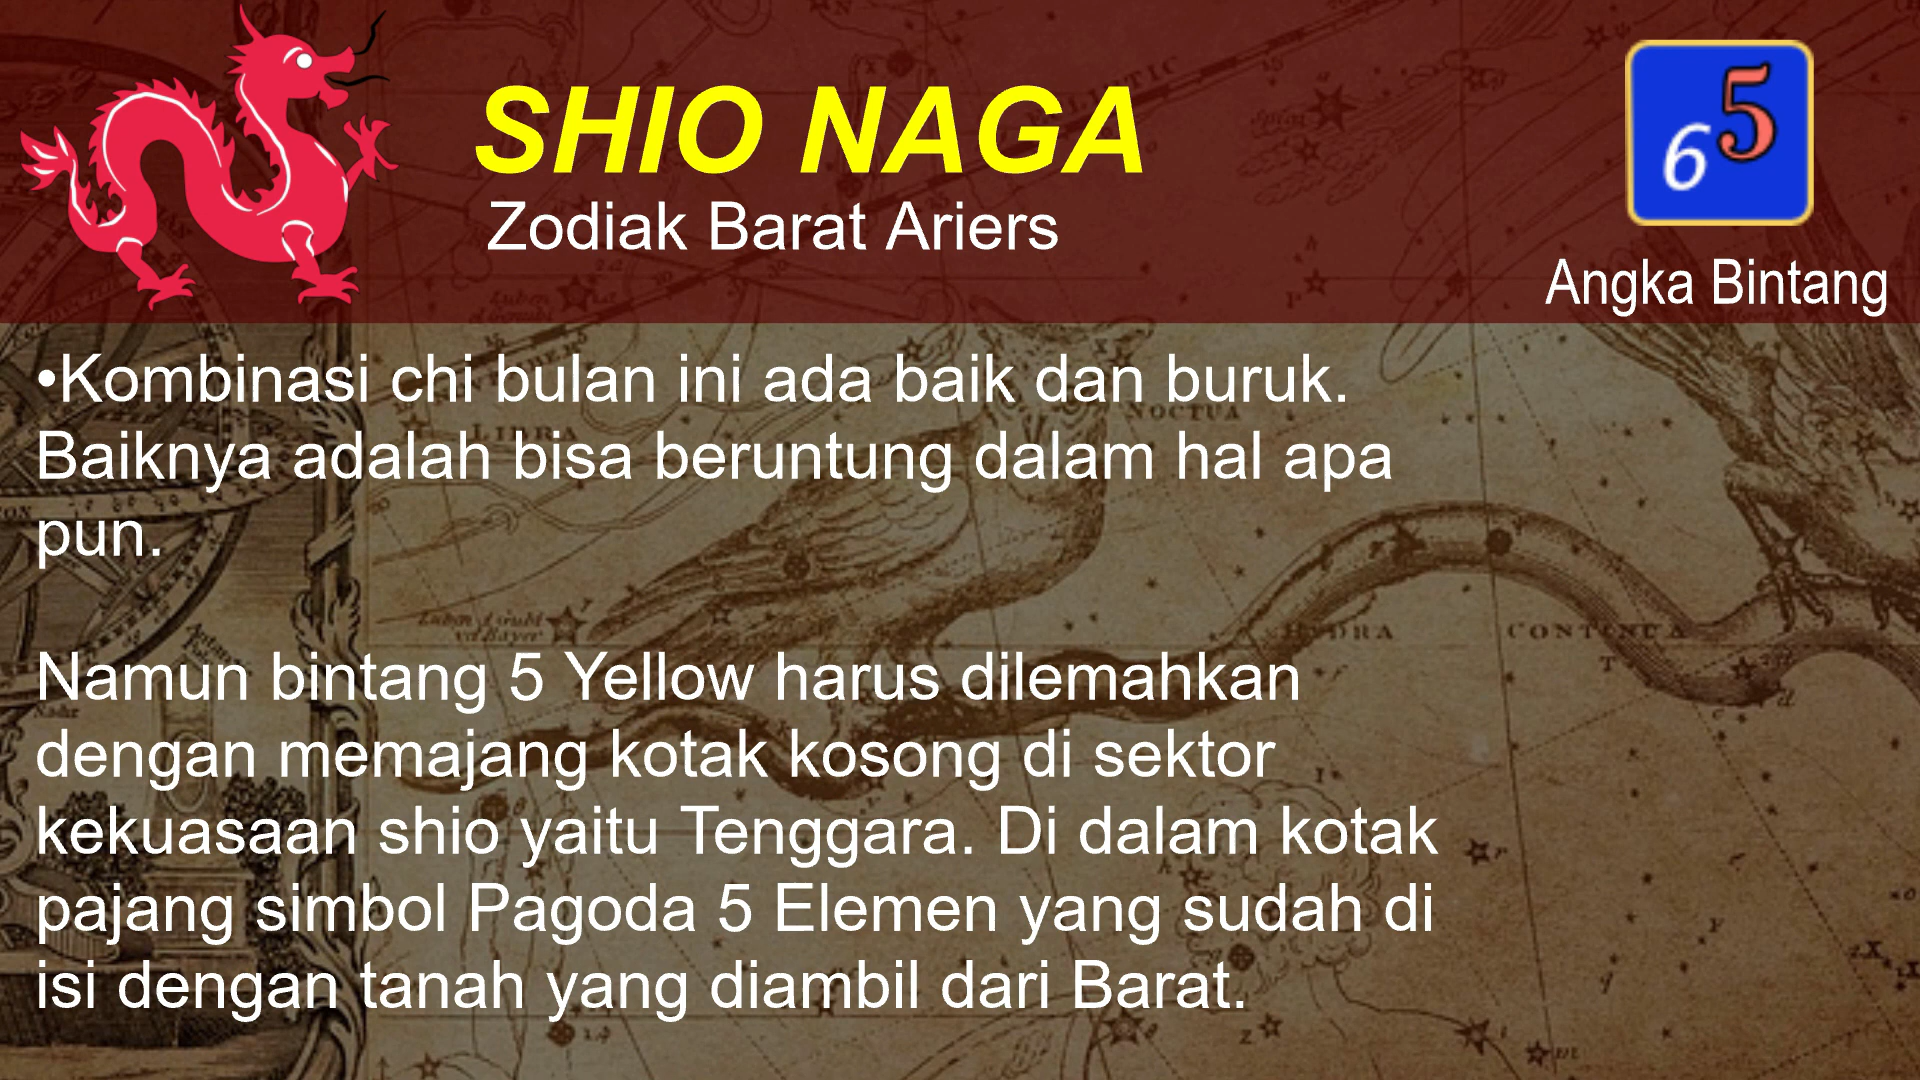 SHIO NAGA
Zodiak Barat Ariers
6 5
Angka Bintang
•Kombinasi chi bulan ini ada baik dan buruk.
Baiknya adalah bisa beruntung dalam hal apa
pun.
Namun bintang 5 Yellow harus dilemahkan
dengan memajang kotak kosong di sektor
kekuasaan shio yaitu Tenggara. Di dalam kotak
pajang simbol Pagoda 5 Elemen yang sudah di
isi dengan tanah yang diambil dari Barat.
NOCTUA